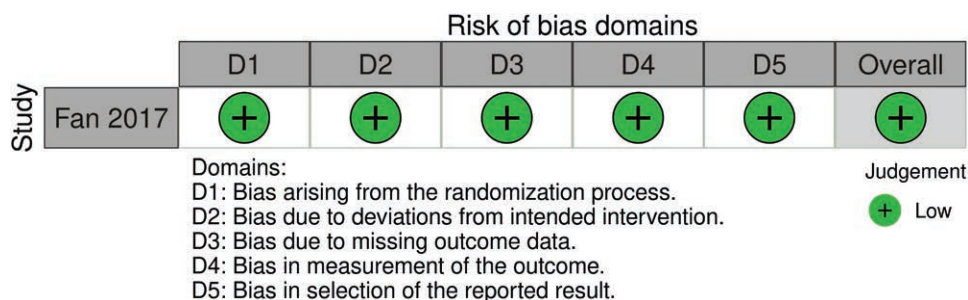 Risk of bias domains
D1 D2 D3 D4 D5 Overall
Study
Fan 2017 + + + + + +
Domains:
D1: Bias arising from the randomization process.
D2: Bias due to deviations from intended intervention.
D3: Bias due to missing outcome data.
D4: Bias in measurement of the outcome.
D5: Bias in selection of the reported result.
Judgement
+ Low